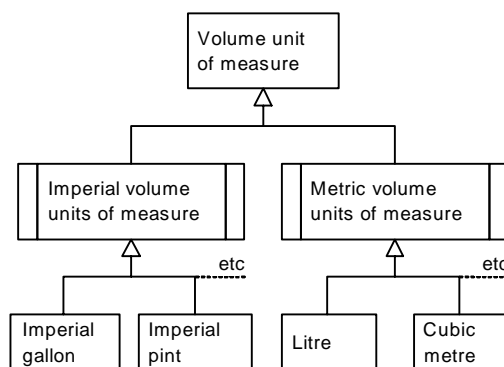 Volume unit
of measure
Imperial volume
units of measure
Metric volume
units of measure
etc
etc
Imperial
gallon
Imperial
pint
Litre
Cubic
metre